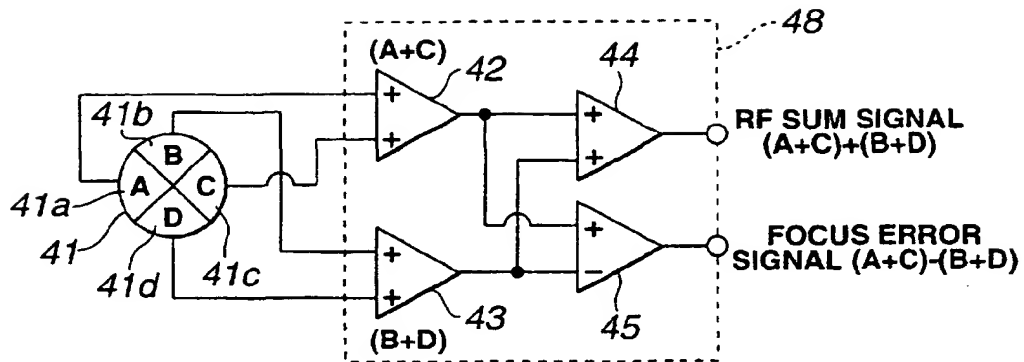 (A+C)
42
44
48
+
+
+
+
RF SUM SIGNAL
(A+C)+(B+D)
41b
B
A
C
D
41a
41
41d
41c
+
+
+
−
FOCUS ERROR
SIGNAL (A+C)-(B+D)
43
45
(B+D)